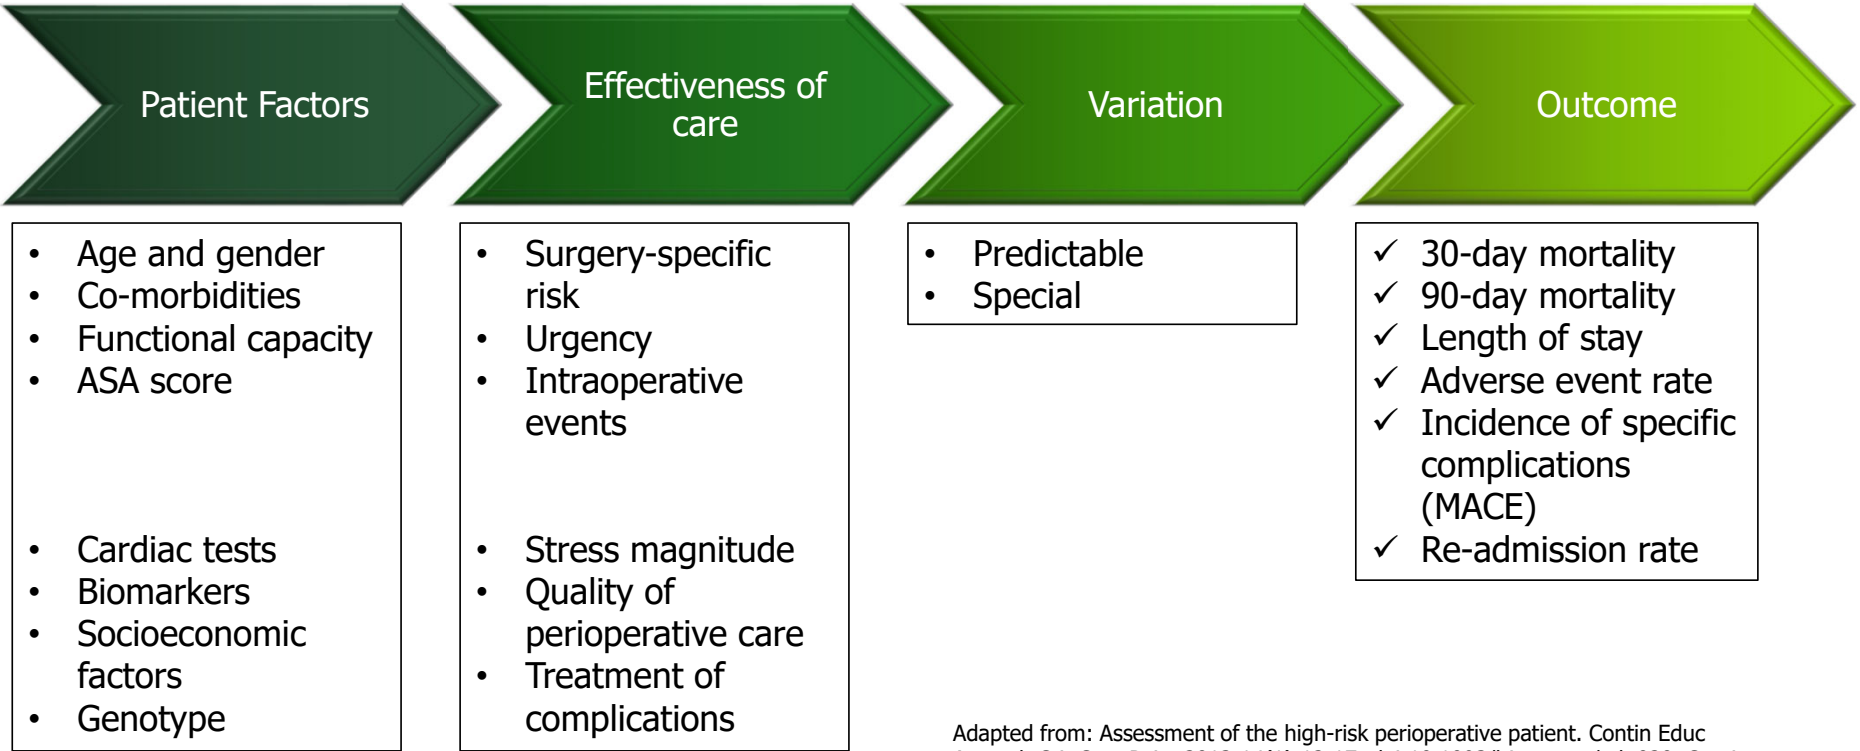 Patient Factors
Effectiveness of
care
Variation
Outcome
• Age and gender
• Co-morbidities
• Functional capacity
• ASA score
• Cardiac tests
• Biomarkers
• Socioeconomic
factors
• Genotype
• Surgery-specific
risk
• Urgency
• Intraoperative
events
• Stress magnitude
• Quality of
perioperative care
• Treatment of
complications
• Predictable
• Special
✓ 30-day mortality
✓ 90-day mortality
✓ Length of stay
✓ Adverse event rate
✓ Incidence of specific
complications
(MACE)
✓ Re-admission rate
Adapted from: Assessment of the high-risk perioperative patient. Contin Educ